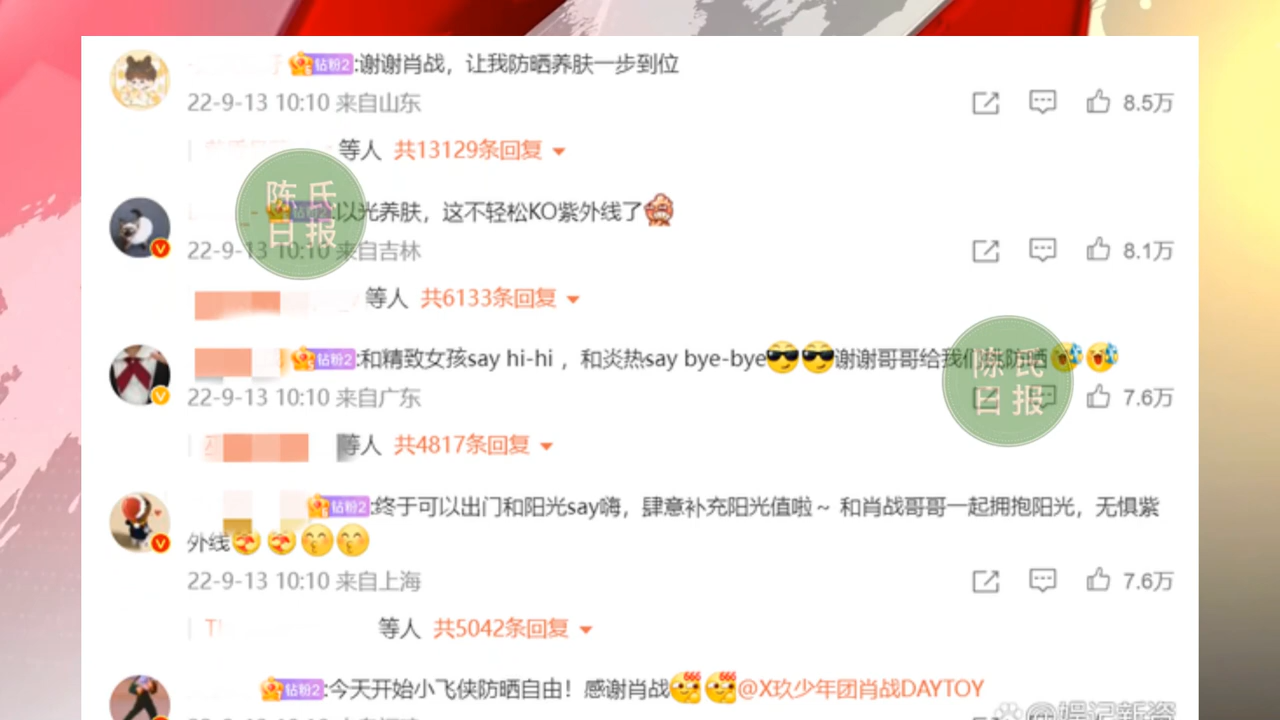 钻粉2:谢谢肖战，让我防晒养肤一步到位
22-9-13 10:10 来自山东
8.5万
等人 共13129条回复
陈氏
日报
:以光养肤，这不轻松KO紫外线了
22-9-13 10:10 来自吉林
8.1万
等人 共6133条回复
钻粉2:和精致女孩say hi-hi ，和炎热say bye-bye 谢谢哥哥给我们送防晒
陈氏
日报
22-9-13 10:10 来自广东
7.6万
等人 共4817条回复
钻粉2:终于可以出门和阳光say嗨，肆意补充阳光值啦～ 和肖战哥哥一起拥抱阳光，无惧紫
外线
22-9-13 10:10 来自上海
7.6万
等人 共5042条回复
钻粉2:今天开始小飞侠防晒自由！感谢肖战 @X玖少年团肖战DAYTOY